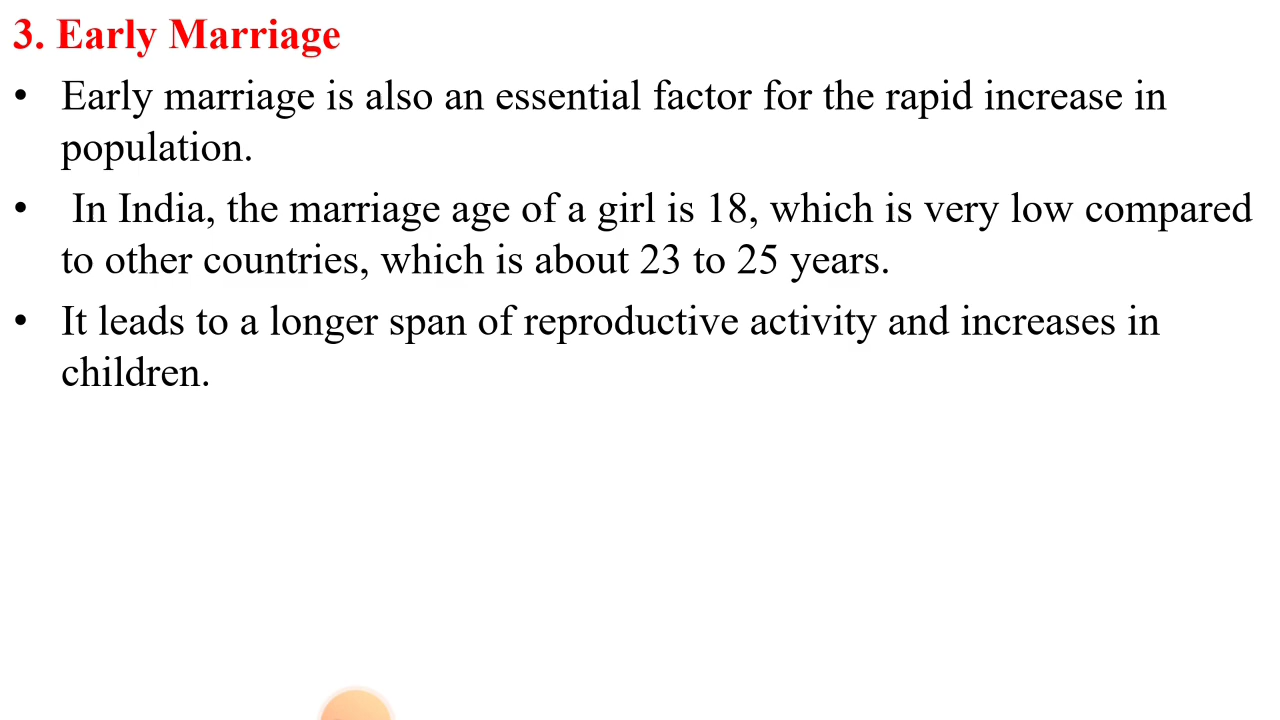 3. Early Marriage
• Early marriage is also an essential factor for the rapid increase in
population.
• In India, the marriage age of a girl is 18, which is very low compared
to other countries, which is about 23 to 25 years.
• It leads to a longer span of reproductive activity and increases in
children.